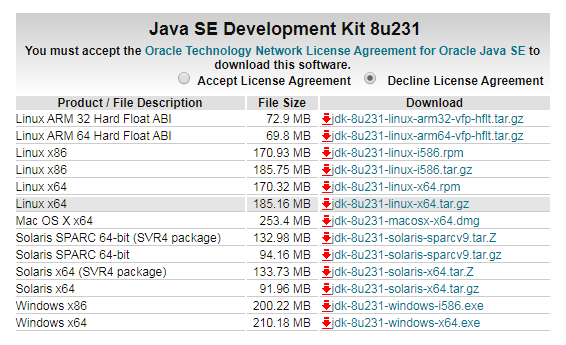 Java SE Development Kit 8u231
You must accept the Oracle Technology Network License Agreement for Oracle Java SE to
download this software.
Accept License Agreement Decline License Agreement
Product / File Description File Size Download
Linux ARM 32 Hard Float ABI 72.9 MB jdk-8u231-linux-arm32-vfp-hflt.tar.gz
Linux ARM 64 Hard Float ABI 69.8 MB jdk-8u231-linux-arm64-vfp-hflt.tar.gz
Linux x86 170.93 MB jdk-8u231-linux-i586.rpm
Linux x86 185.75 MB jdk-8u231-linux-i586.tar.gz
Linux x64 170.32 MB jdk-8u231-linux-x64.rpm
Linux x64 185.16 MB jdk-8u231-linux-x64.tar.gz
Mac OS X x64 253.4 MB jdk-8u231-macosx-x64.dmg
Solaris SPARC 64-bit (SVR4 package) 132.98 MB jdk-8u231-solaris-sparcv9.tar.Z
Solaris SPARC 64-bit 94.16 MB jdk-8u231-solaris-sparcv9.tar.gz
Solaris x64 (SVR4 package) 133.73 MB jdk-8u231-solaris-x64.tar.Z
Solaris x64 91.96 MB jdk-8u231-solaris-x64.tar.gz
Windows x86 200.22 MB jdk-8u231-windows-i586.exe
Windows x64 210.18 MB jdk-8u231-windows-x64.exe